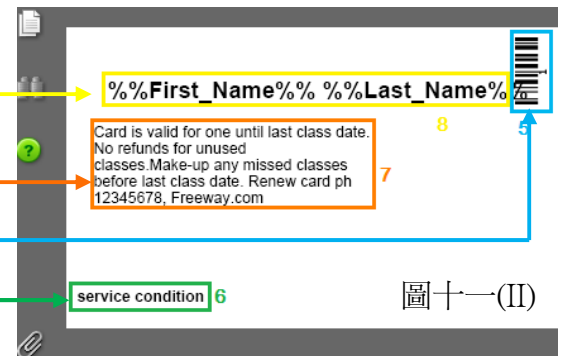 1
%%First_Name%% %%Last_Name%%
8
5
Card is valid for one until last class date.
No refunds for unused
classes.Make-up any missed classes
before last class date. Renew card ph
12345678, Freeway.com
7
?
service condition
6
圖十一(II)